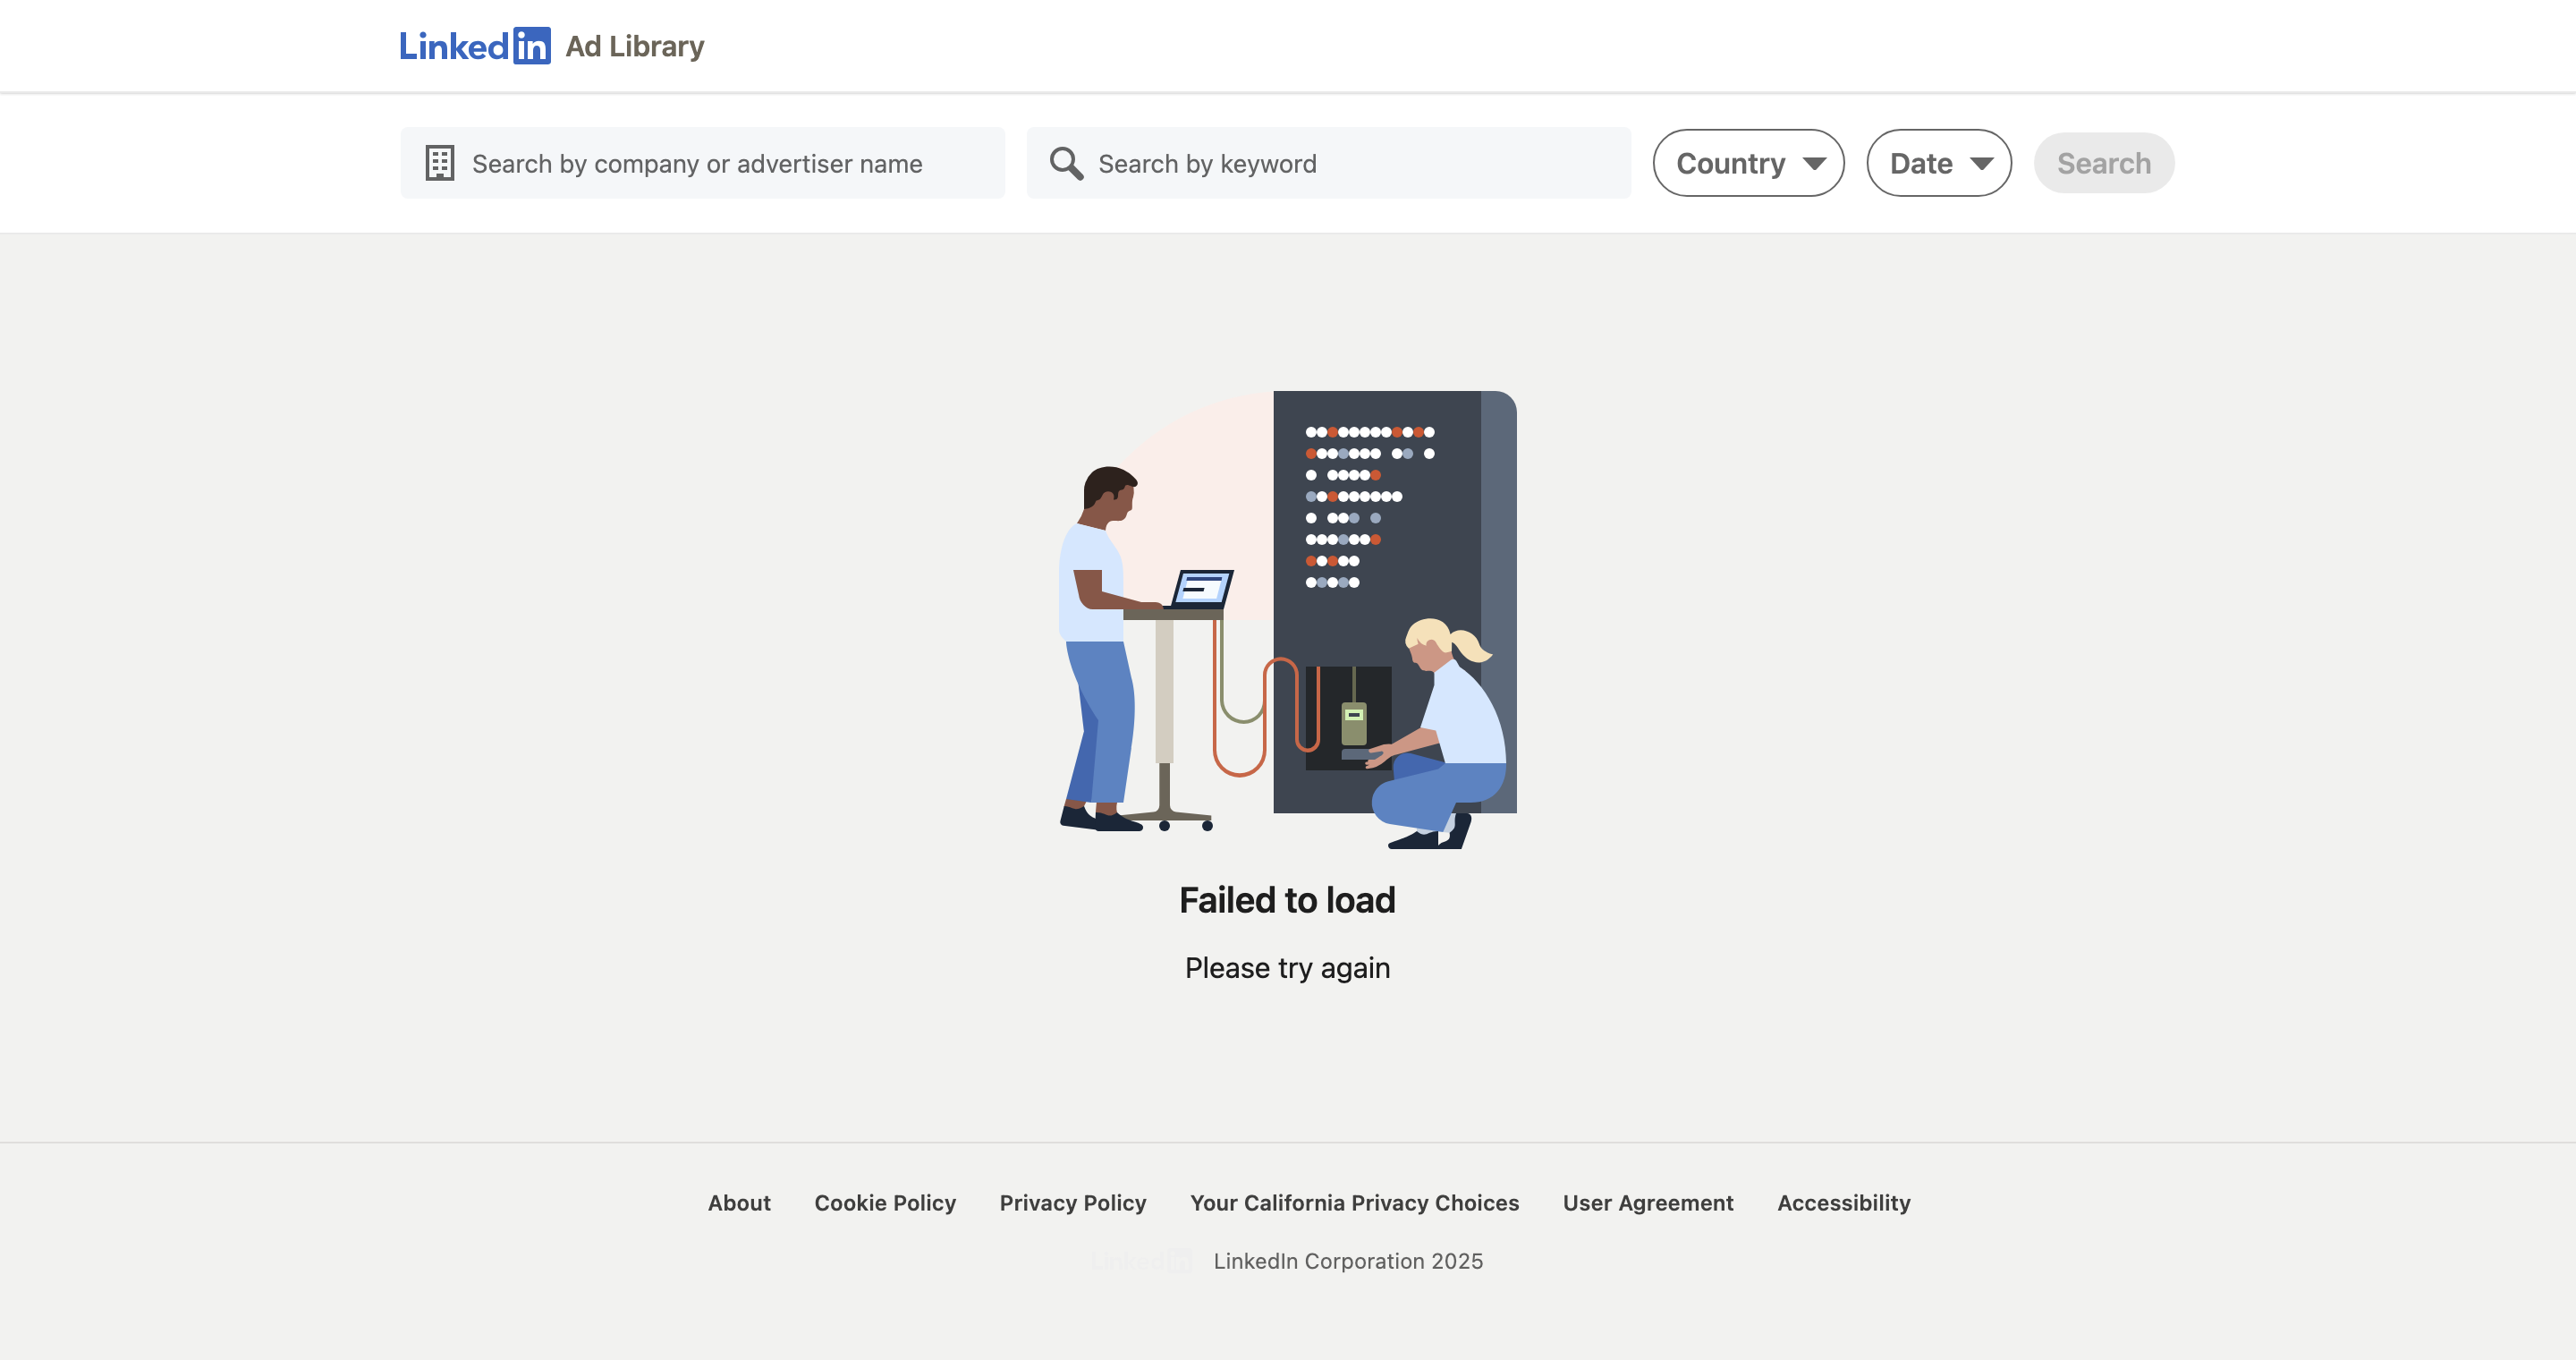 Linkedin Ad Library
Search by company or advertiser name
Search by keyword
Country
Date
Search
Failed to load
Please try again
About Cookie Policy Privacy Policy Your California Privacy Choices User Agreement Accessibility
Linkedin LinkedIn Corporation 2025